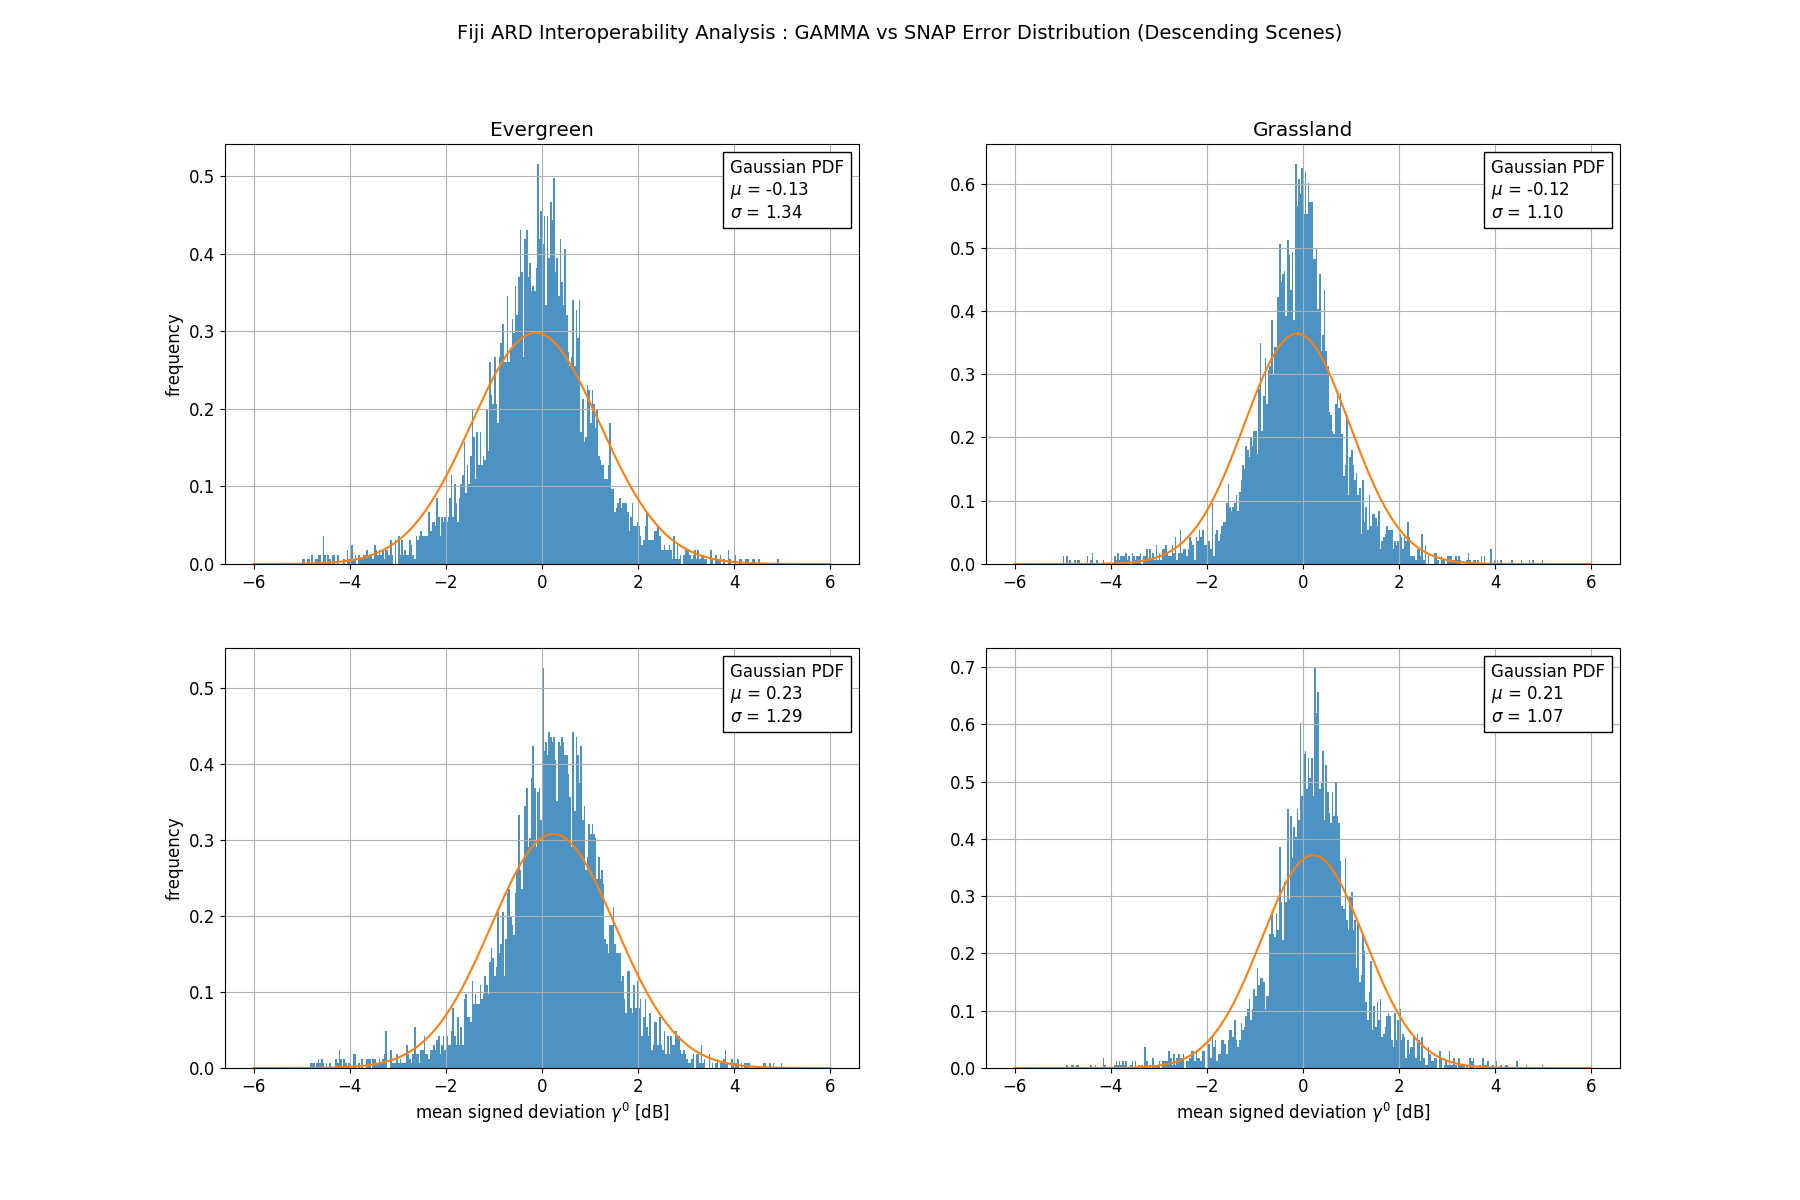 Fiji ARD Interoperability Analysis : GAMMA vs SNAP Error Distribution (Descending Scenes)
Evergreen
Gaussian PDF
μ = -0.13
σ = 1.34
frequency
0.5
0.4
0.3
0.2
0.1
0.0
−6 −4 −2 0 2 4 6
Grassland
Gaussian PDF
μ = -0.12
σ = 1.10
0.6
0.5
0.4
0.3
0.2
0.1
0.0
−6 −4 −2 0 2 4 6
Gaussian PDF
μ = 0.23
σ = 1.29
frequency
0.5
0.4
0.3
0.2
0.1
0.0
−6 −4 −2 0 2 4 6
mean signed deviation γ⁰ [dB]
Gaussian PDF
μ = 0.21
σ = 1.07
0.7
0.6
0.5
0.4
0.3
0.2
0.1
0.0
−6 −4 −2 0 2 4 6
mean signed deviation γ⁰ [dB]